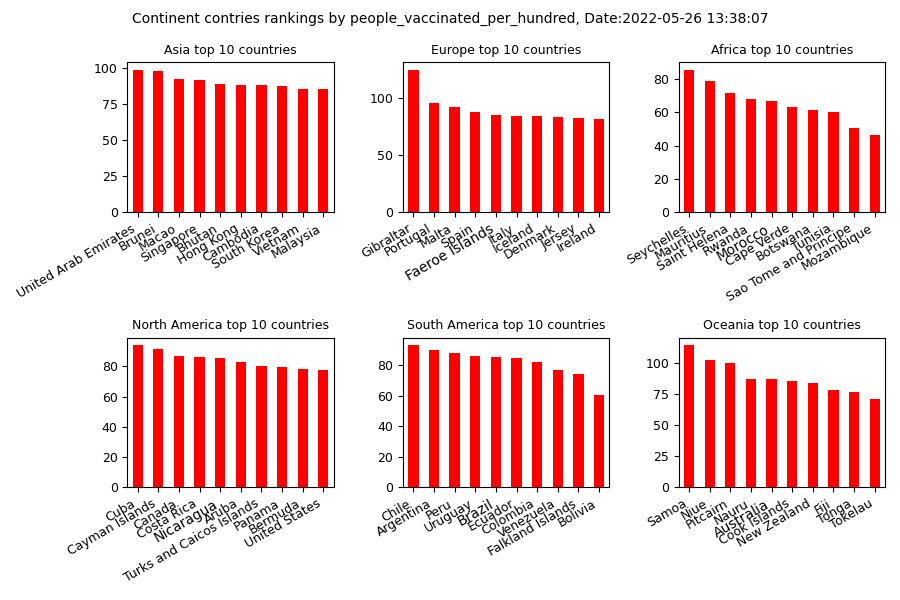 Continent contries rankings by people_vaccinated_per_hundred, Date:2022-05-26 13:38:07
Asia top 10 countries
100
75
50
25
0
United Arab Emirates
Brunei
Macao
Singapore
Bhutan
Hong Kong
Cambodia
South Korea
Vietnam
Malaysia
Europe top 10 countries
100
50
0
Gibraltar
Portugal
Malta
Spain
Faeroe Islands
Italy
Iceland
Denmark
Jersey
Ireland
Africa top 10 countries
80
60
40
20
0
Seychelles
Mauritius
Saint Helena
Rwanda
Morocco
Cape Verde
Botswana
Tunisia
Sao Tome and Principe
Mozambique
North America top 10 countries
80
60
40
20
0
Cuba
Cayman Islands
Canada
Costa Rica
Nicaragua
Aruba
Turks and Caicos Islands
Panama
Bermuda
United States
South America top 10 countries
80
60
40
20
0
Chile
Argentina
Peru
Uruguay
Brazil
Ecuador
Colombia
Venezuela
Falkland Islands
Bolivia
Oceania top 10 countries
100
75
50
25
0
Samoa
Niue
Pitcairn
Nauru
Australia
Cook Islands
New Zealand
Fiji
Tonga
Tokelau